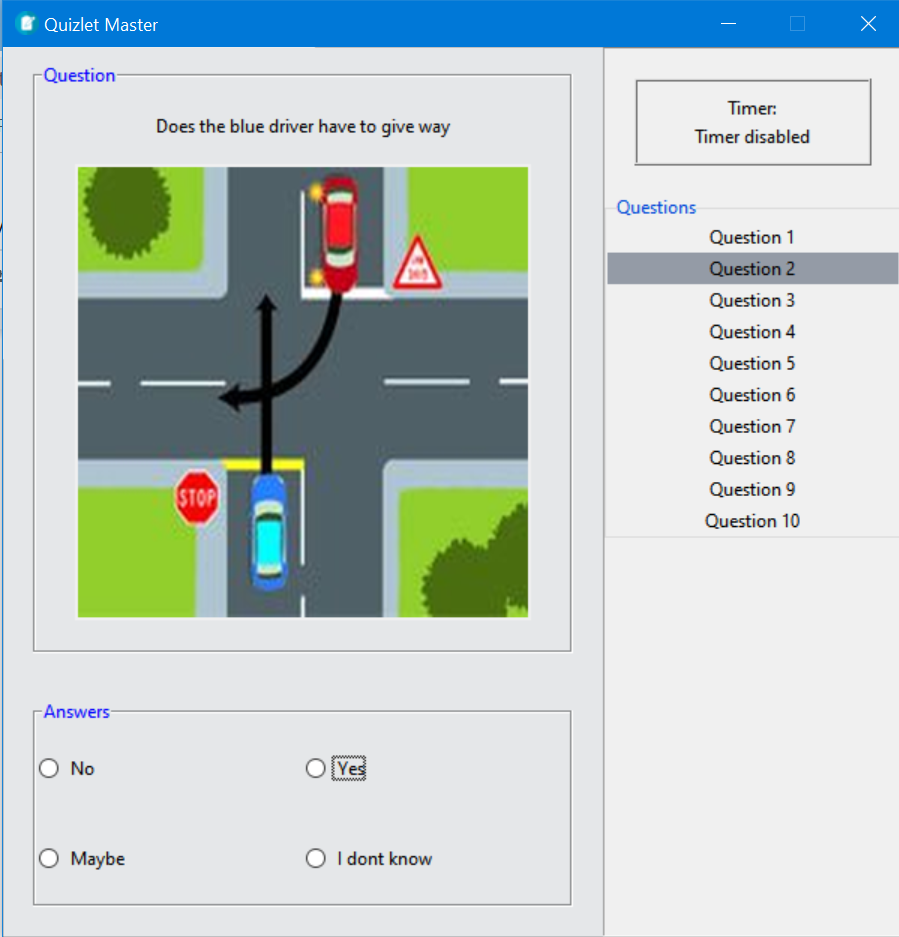 Quizlet Master
Question
Does the blue driver have to give way
STOP
Timer:
Timer disabled
Questions
Question 1
Question 2
Question 3
Question 4
Question 5
Question 6
Question 7
Question 8
Question 9
Question 10
Answers
No
Yes
Maybe
I dont know